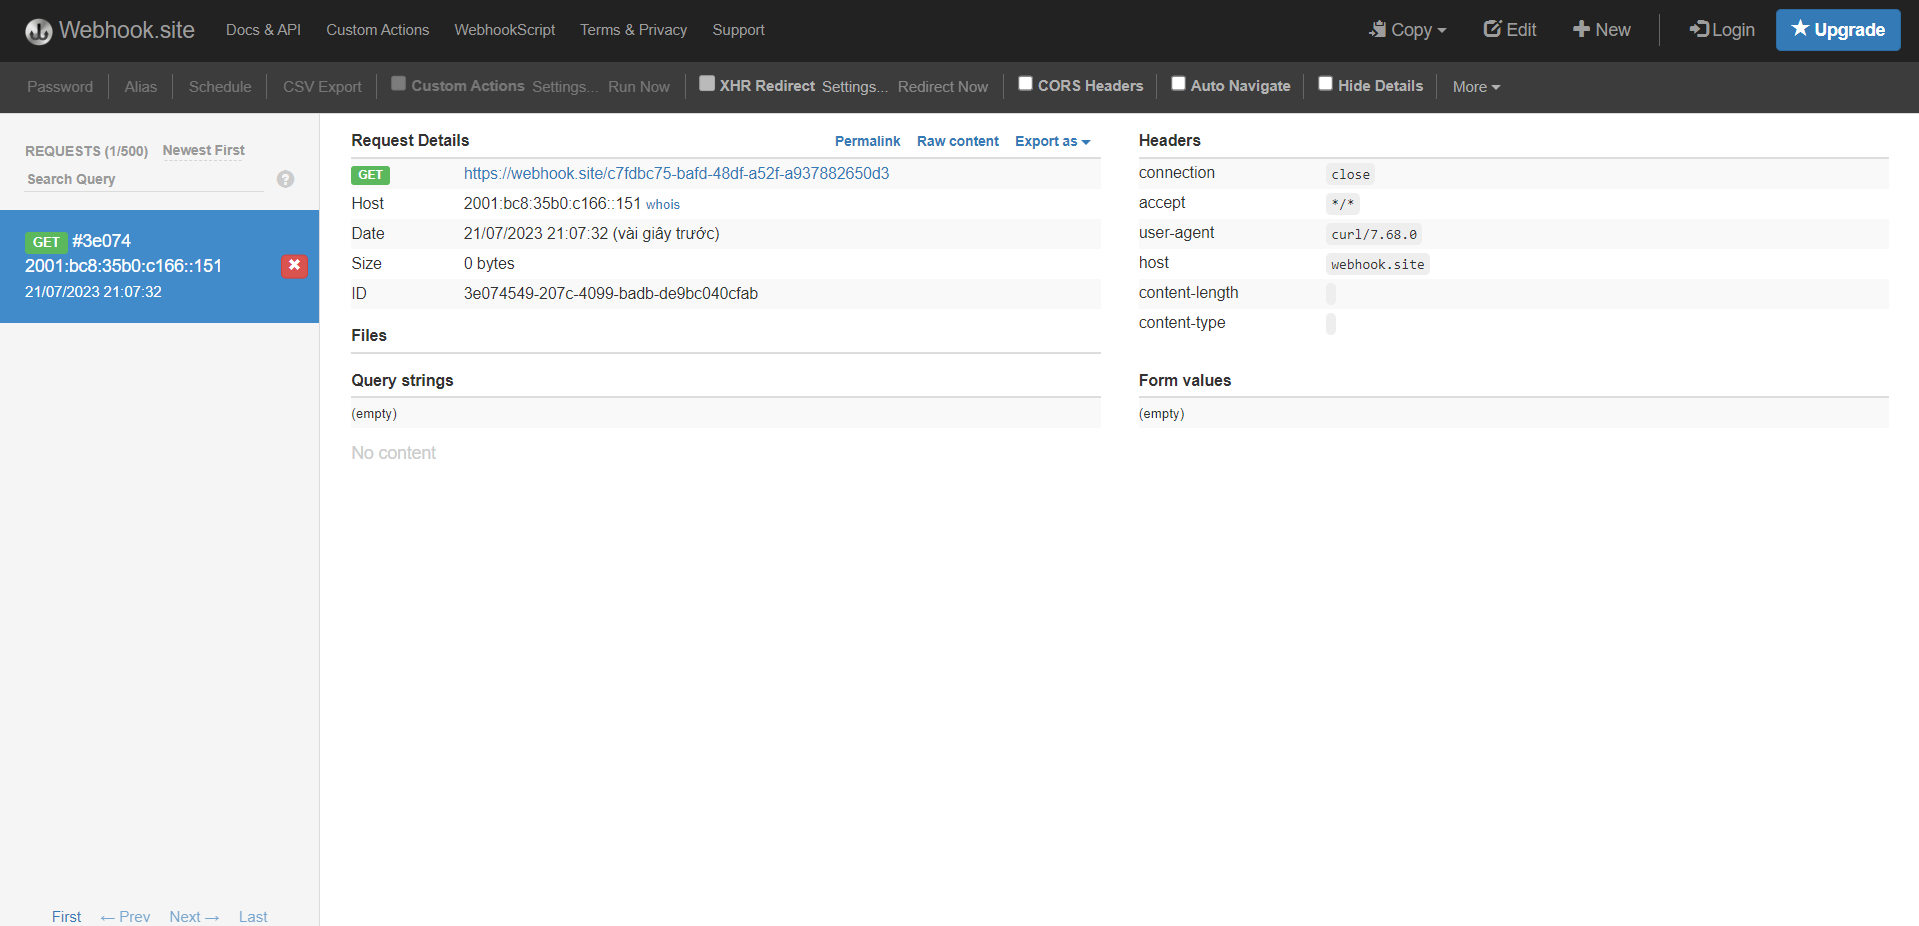 Webhook.site Docs & API Custom Actions WebhookScript Terms & Privacy Support Copy Edit New Login Upgrade
Password Alias Schedule CSV Export Custom Actions Settings... Run Now XHR Redirect Settings... Redirect Now CORS Headers Auto Navigate Hide Details More
REQUESTS (1/500) Newest First
Search Query ?
GET #3e074
2001:bc8:35b0:c166::151
21/07/2023 21:07:32
First ← Prev Next → Last
Request Details Permalink Raw content Export as
GET https://webhook.site/c7fdbc75-bafd-48df-a52f-a937882650d3
Host 2001:bc8:35b0:c166::151 whois
Date 21/07/2023 21:07:32 (vài giây trước)
Size 0 bytes
ID 3e074549-207c-4099-badb-de9bc040cfab
Files
Query strings
(empty)
No content
Headers
connection close
accept */*
user-agent curl/7.68.0
host webhook.site
content-length
content-type
Form values
(empty)